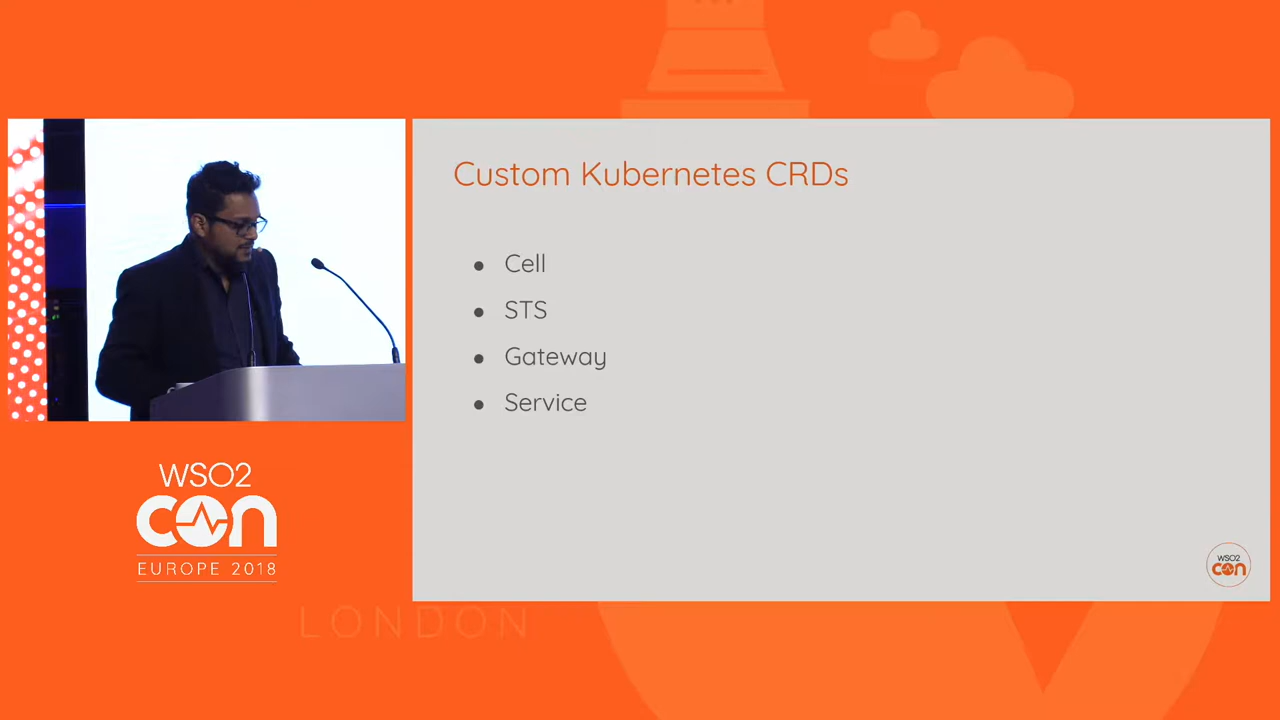 Custom Kubernetes CRDs
● Cell
● STS
● Gateway
● Service
WSO2
con
WSO2
con
EUROPE 2018
LONDON